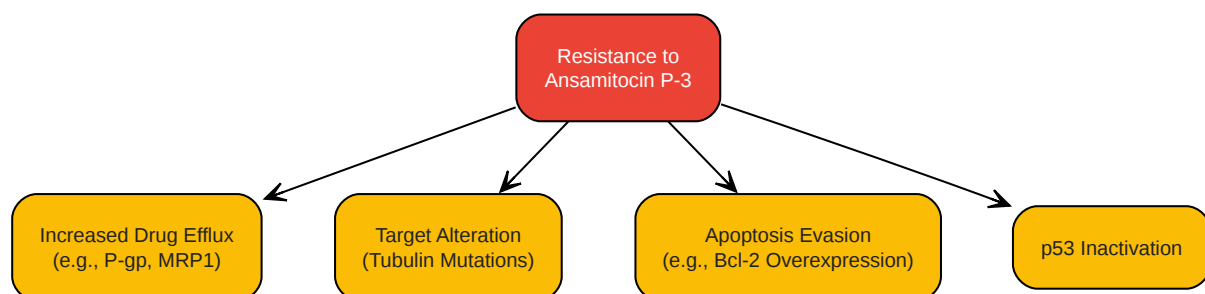 Resistance to
Ansamitocin P-3
Increased Drug Efflux
(e.g., P-gp, MRP1)
Target Alteration
(Tubulin Mutations)
Apoptosis Evasion
(e.g., Bcl-2 Overexpression)
p53 Inactivation